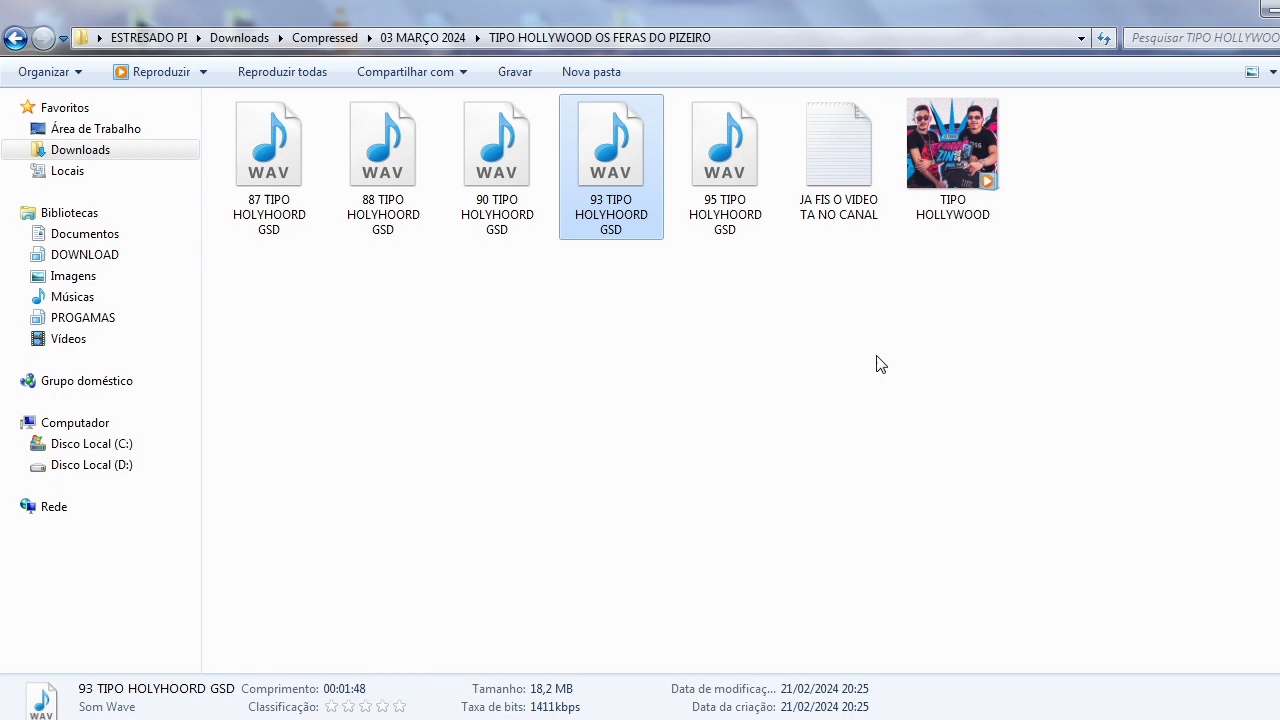 ESTRESADO PI Downloads Compressed 03 MARÇO 2024 TIPO HOLLYWOOD OS FERAS DO PIZEIRO
Pesquisar TIPO HOLLYWOO
Organizar Reproduzir Reproduzir todas Compartilhar com Gravar Nova pasta
Favoritos
Área de Trabalho
Downloads
Locais
Bibliotecas
Documentos
DOWNLOAD
Imagens
Músicas
PROGAMAS
Vídeos
Grupo doméstico
Computador
Disco Local (C:)
Disco Local (D:)
Rede
WAV
87 TIPO
HOLYHOORD
GSD
WAV
88 TIPO
HOLYHOORD
GSD
WAV
90 TIPO
HOLYHOORD
GSD
WAV
93 TIPO
HOLYHOORD
GSD
WAV
95 TIPO
HOLYHOORD
GSD
JA FIS O VIDEO
TA NO CANAL
TIPO
HOLLYWOOD
WAV
93 TIPO HOLYHOORD GSD Comprimento: 00:01:48 Tamanho: 18,2 MB Data de modificaç... 21/02/2024 20:25
Som Wave Classificação: Taxa de bits: 1411kbps Data da criação: 21/02/2024 20:25